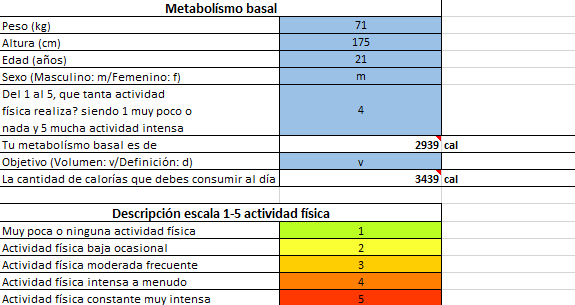 Metabolísmo basal
Peso (kg) 71
Altura (cm) 175
Edad (años) 21
Sexo (Masculino: m/Femenino: f) m
Del 1 al 5, que tanta actividad
física realiza? siendo 1 muy poco o
nada y 5 mucha actividad intensa 4
Tu metabolísmo basal es de 2939 cal
Objetivo (Volumen: v/Definición: d) v
La cantidad de calorías que debes consumir al día 3439 cal
Descripción escala 1-5 actividad física
Muy poca o ninguna actividad física 1
Actividad física baja ocasional 2
Actividad física moderada frecuente 3
Actividad física intensa a menudo 4
Actividad física constante muy intensa 5